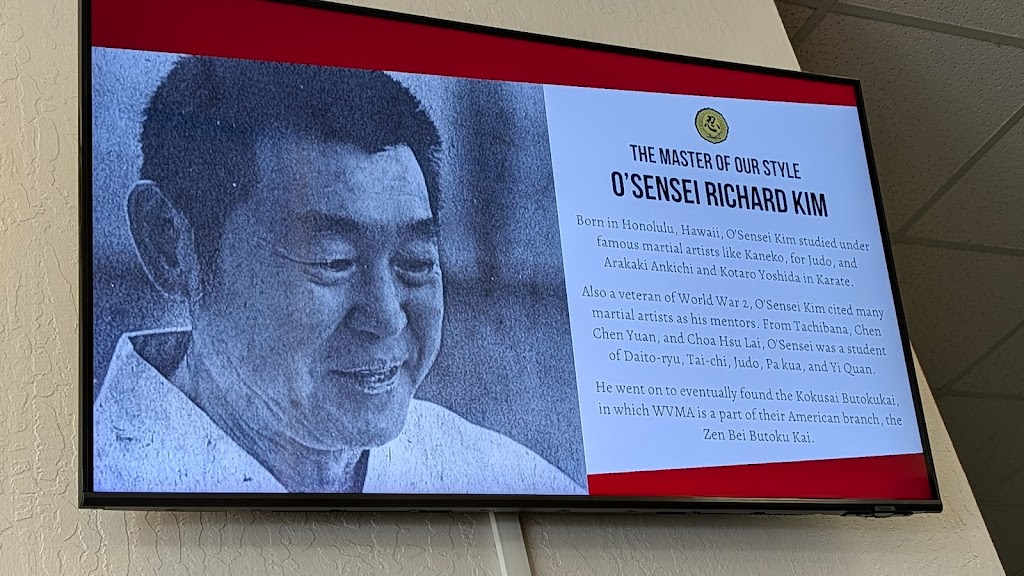 THE MASTER OF OUR STYLE
O'SENSEI RICHARD KIM
Born in Honolulu, Hawaii, O'Sensei Kim studied under
famous martial artists like Kaneko, for Judo, and
Arakaki Ankichi and Kotaro Yoshida in Karate.
Also a veteran of World War 2, O'Sensei Kim cited many
martial artists as his mentors. From Tachibana, Chen
Chen Yuan, and Choa Hsu Lai, O'Sensei was a student
of Daito-ryu, Tai-chi, Judo, Pa kua, and Yi Quan.
He went on to eventually found the Kokusai Butokukai,
in which WVMA is a part of their American branch, the
Zen Bei Butoku Kai.